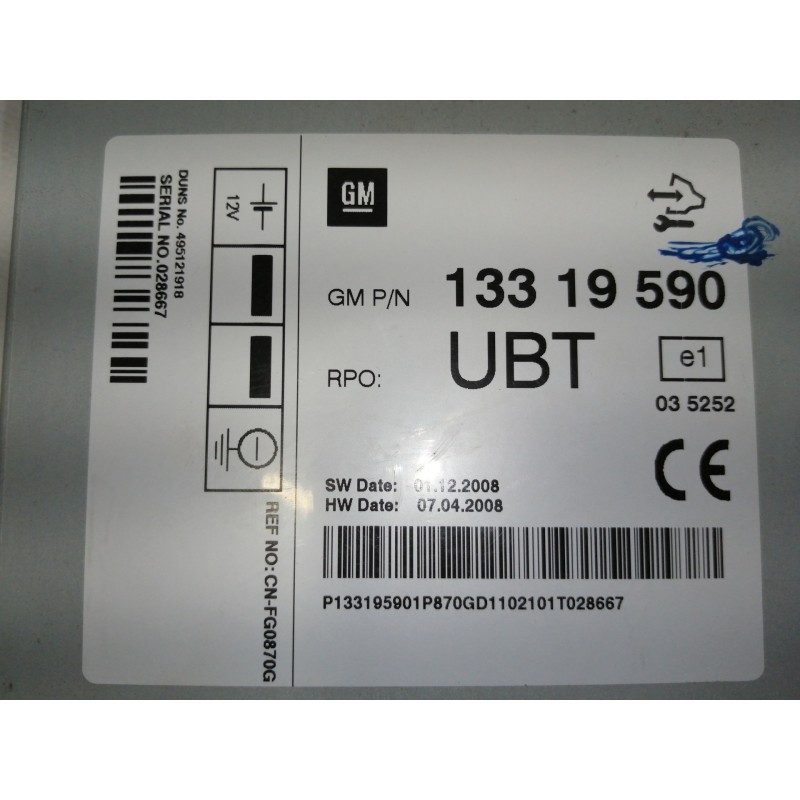 GM
GM P/N 133 19 590
RPO: UBT
e1
03 5252
CE
SW Date: 01.12.2008
HW Date: 07.04.2008
P133195901P870GD1102101T028667
DUNS No. 495121918
SERIAL NO.028667
12V
REF NO: CN-FG0870G